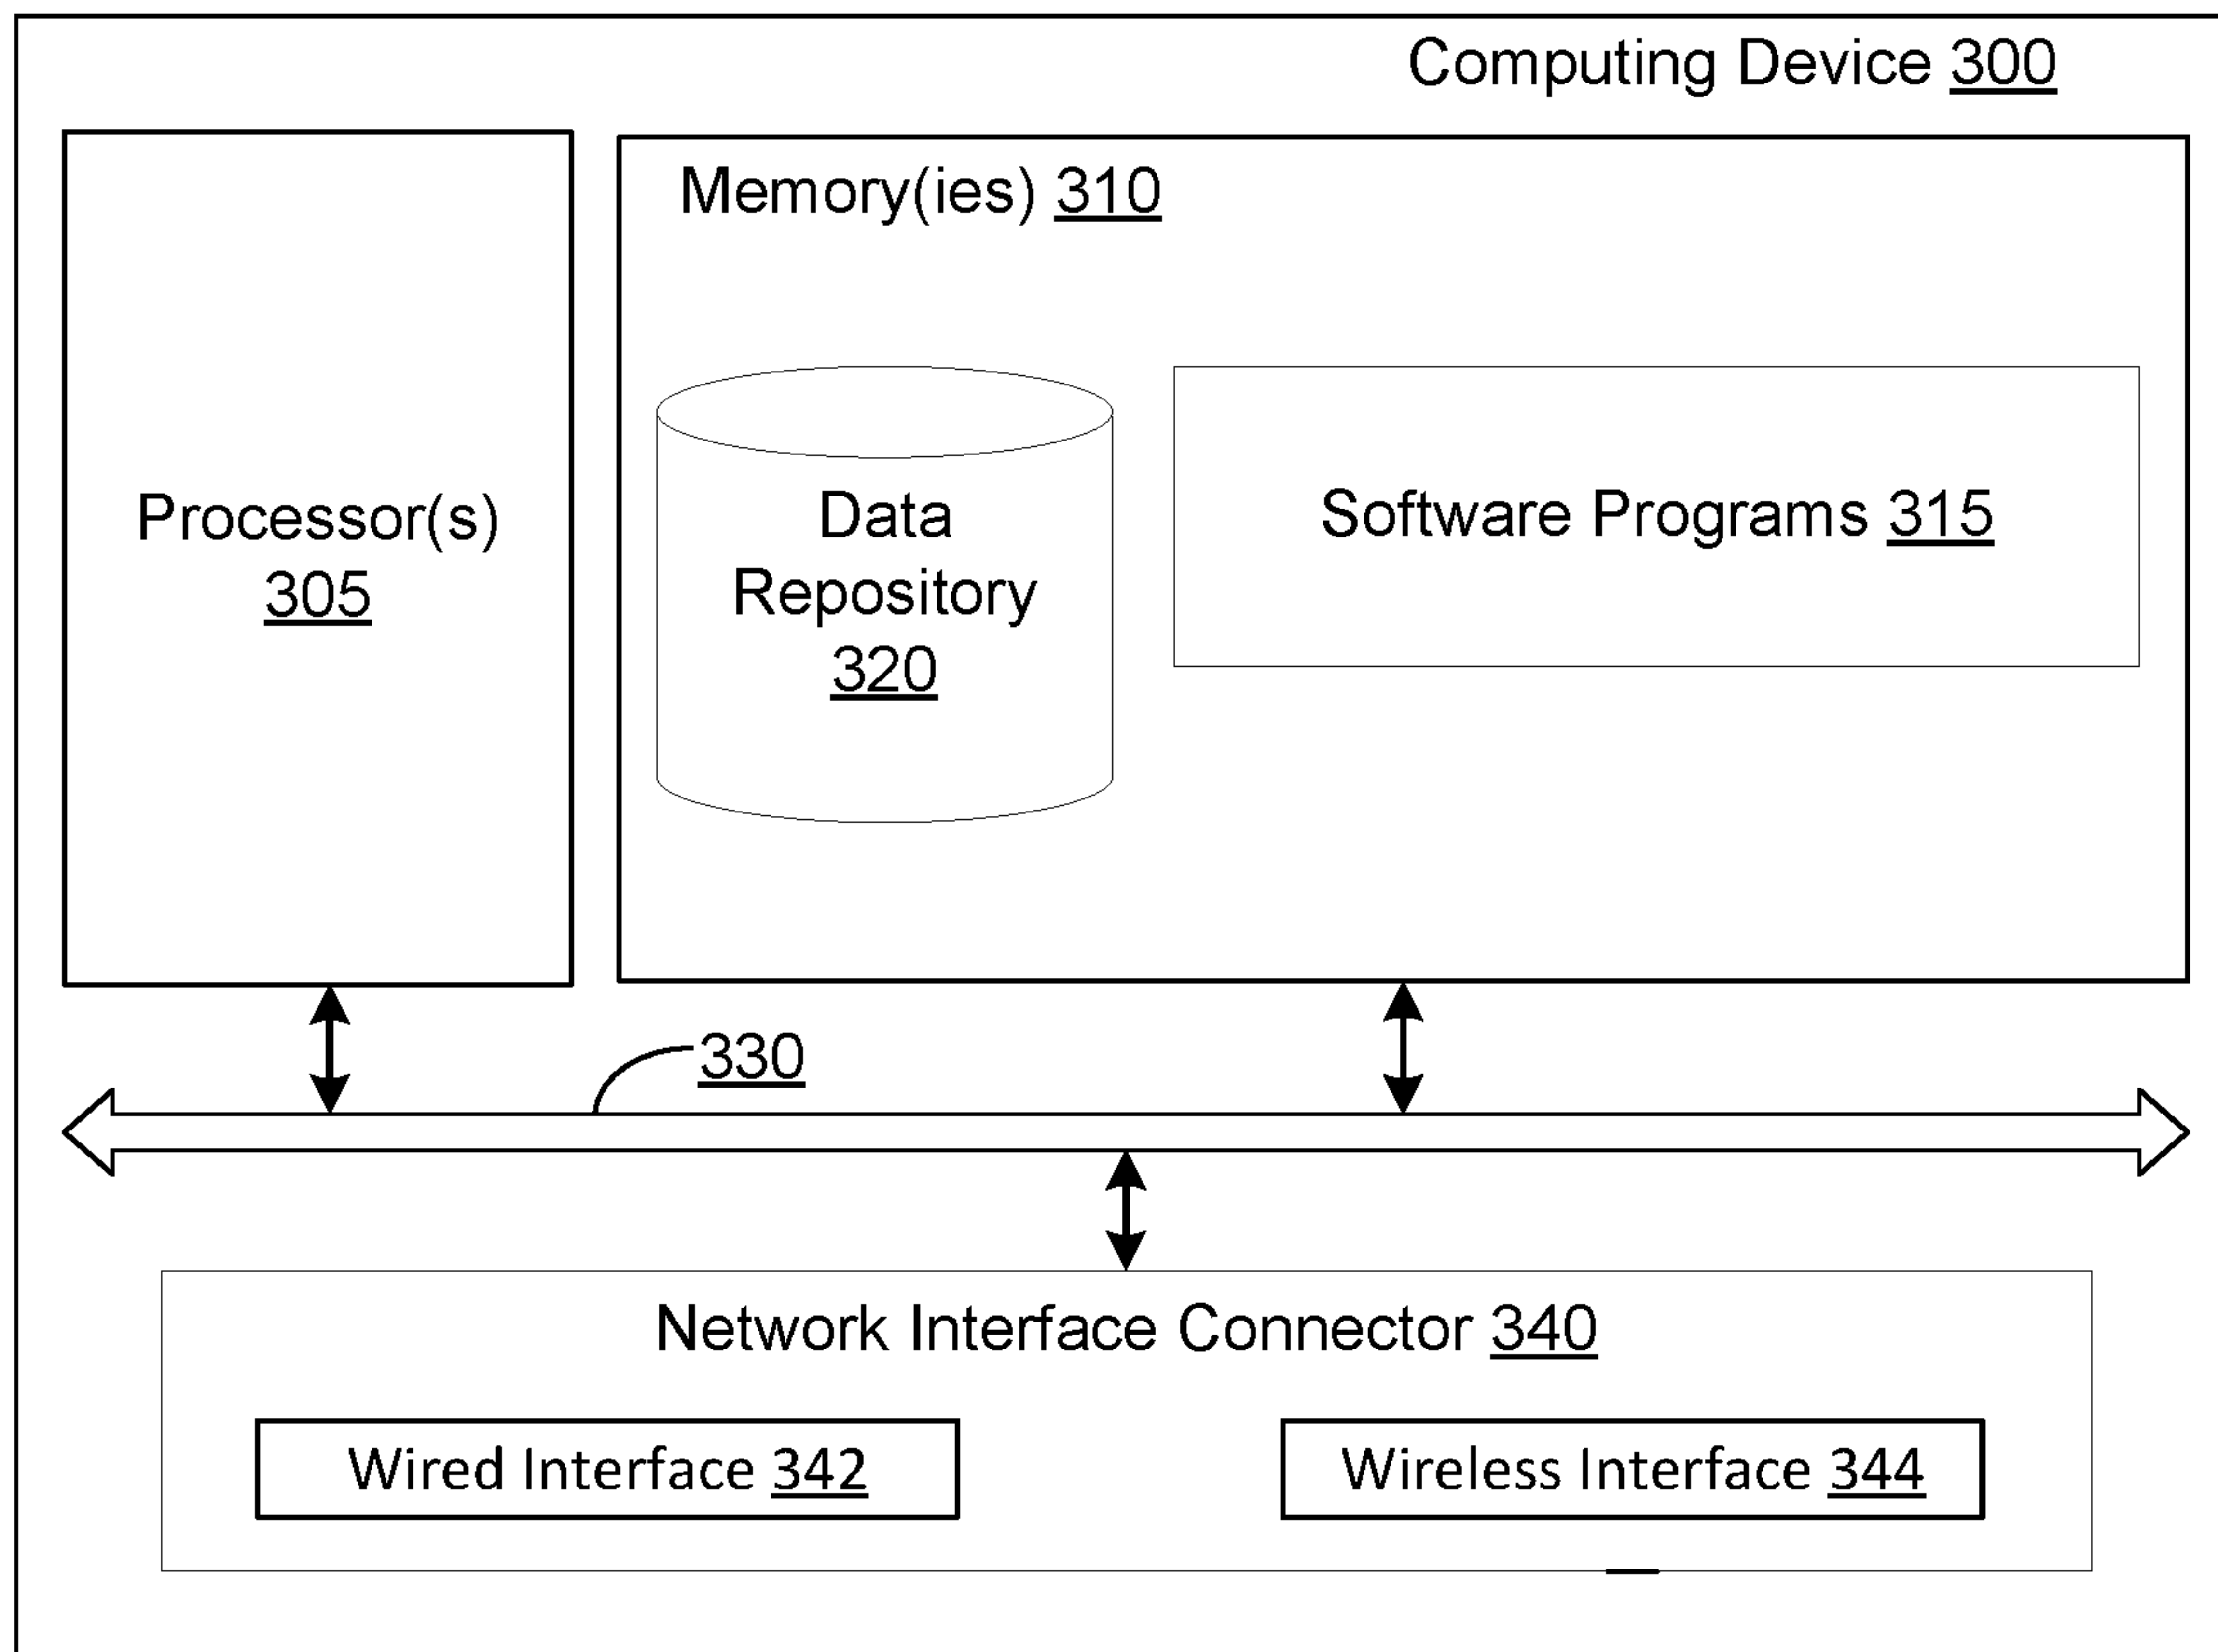 Computing Device 300
Memory(ies) 310
Processor(s)
305
Data
Repository
320
Software Programs 315
330
Network Interface Connector 340
Wired Interface 342
Wireless Interface 344